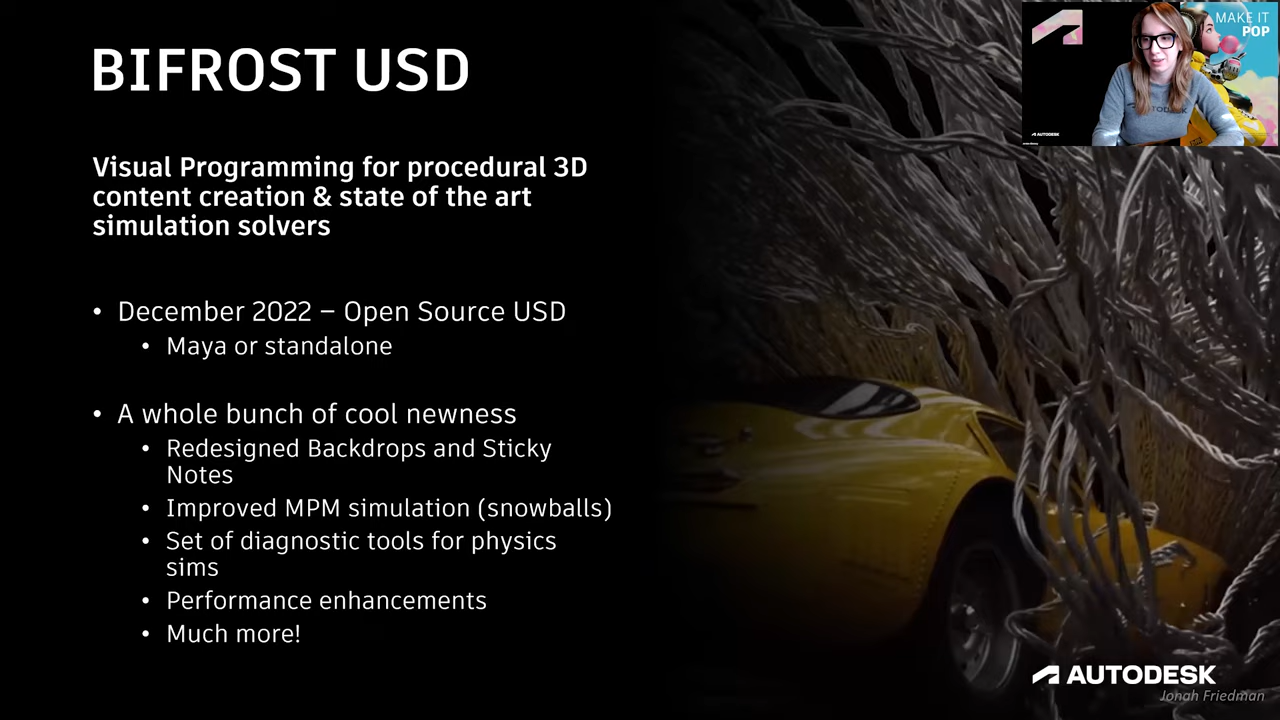 BIFROST USD
Visual Programming for procedural 3D
content creation & state of the art
simulation solvers
• December 2022 – Open Source USD
• Maya or standalone
• A whole bunch of cool newness
• Redesigned Backdrops and Sticky
Notes
• Improved MPM simulation (snowballs)
• Set of diagnostic tools for physics
sims
• Performance enhancements
• Much more!
MAKE IT
POP
AUTODESK
AUTODESK
Jonah Friedman